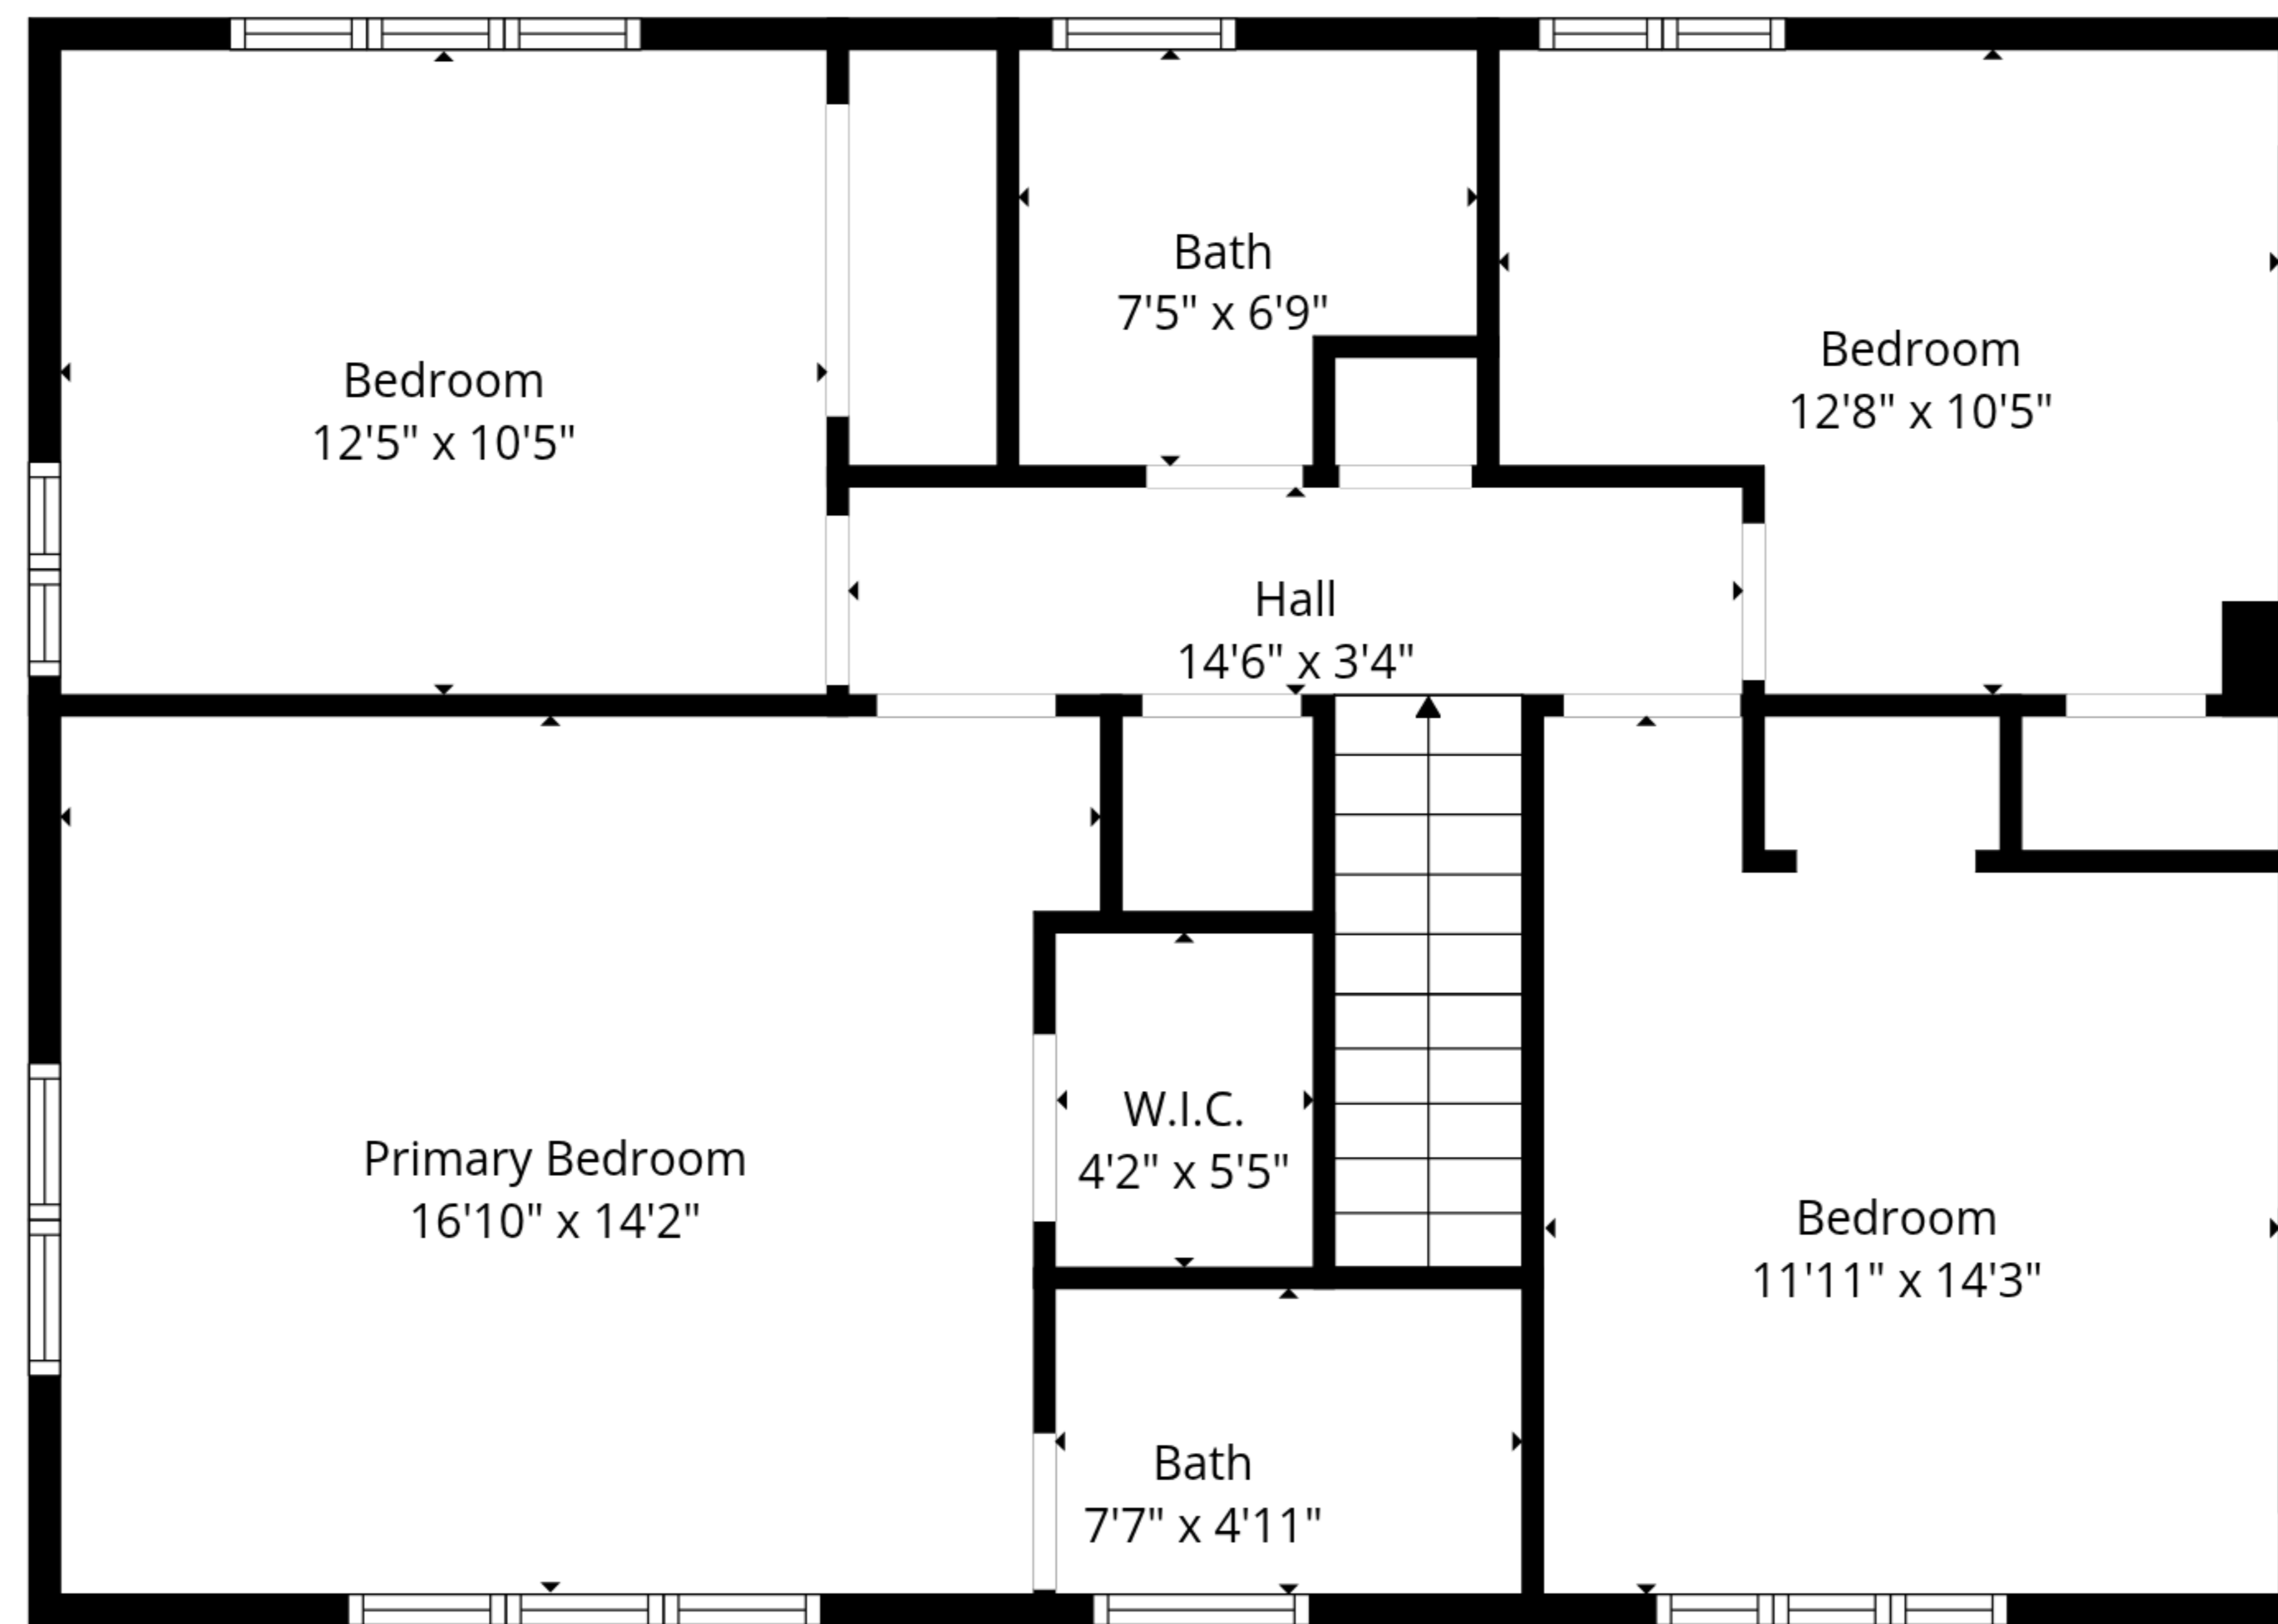 Bath
7'5" x 6'9"
Bedroom
12'5" x 10'5"
Bedroom
12'8" x 10'5"
Hall
14'6" x 3'4"
Primary Bedroom
16'10" x 14'2"
W.I.C.
4'2" x 5'5"
Bedroom
11'11" x 14'3"
Bath
7'7" x 4'11"